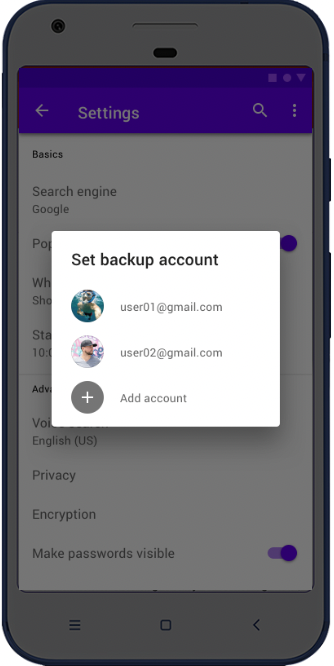 Settings
Basics
Search engine
Google
Pop
Set backup account
Wh
Sho
user01@gmail.com
Sta
10:0
user02@gmail.com
Adva
Add account
English (US)
Privacy
Encryption
Make passwords visible